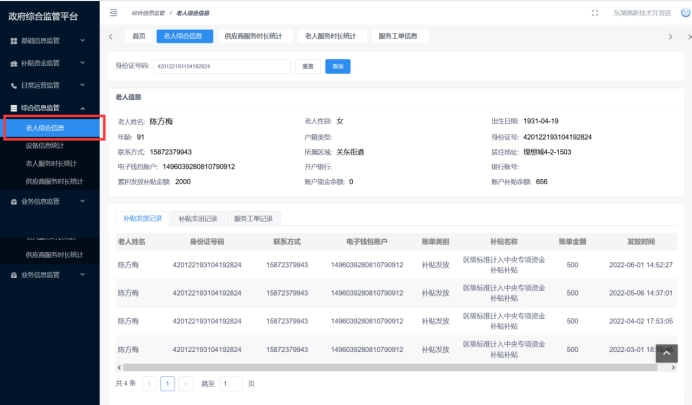 政府综合监管平台
综合信息监管 / 老人综合信息
东湖高新技术开发区
首页 老人综合信息 供应商服务时长统计 老人服务时长统计 服务工单信息
基础信息监管
补贴资金监管
日常运营监管
综合信息监管
老人综合信息
设备信息统计
老人服务时长统计
供应商服务时长统计
业务信息监管
供应商服务时长统计
业务信息监管
身份证号码: 420122193104192824 重置 查询
老人信息
老人姓名: 陈方梅 老人性别: 女 出生日期: 1931-04-19
年龄: 91 户籍类型: 身份证号: 420122193104192824
联系方式: 15872379943 所属区域: 关东街道 居住地址: 理想城4-2-1503
电子钱包账户: 1496039280810790912 开户银行: 银行账号:
累积发放补贴金额: 2000 账户现金余额: 0 账户补贴余额: 656
补贴发放记录 补贴支出记录 服务工单记录
老人姓名 身份证号码 联系方式 电子钱包账户 账单类别 补贴名称 账单金额 发放时间
陈方梅 420122193104192824 15872379943 1496039280810790912 补贴发放 区级标准计入中央专项资金补贴补贴 500 2022-06-01 14:52:27
陈方梅 420122193104192824 15872379943 1496039280810790912 补贴发放 区级标准计入中央专项资金补贴补贴 500 2022-05-06 14:37:01
陈方梅 420122193104192824 15872379943 1496039280810790912 补贴发放 区级标准计入中央专项资金补贴补贴 500 2022-04-02 17:53:05
陈方梅 420122193104192824 15872379943 1496039280810790912 补贴发放 区级标准计入中央专项资金补贴补贴 500 2022-03-01
共 4 条 1 跳至 1 页